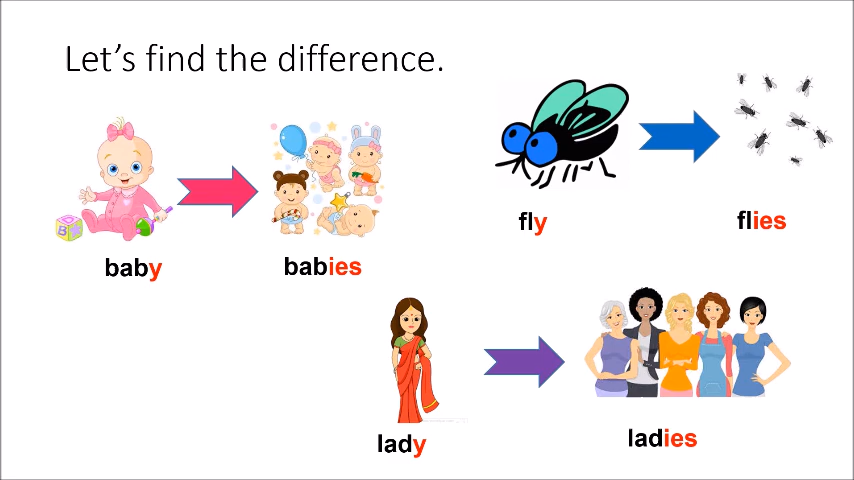 Let's find the difference.
fly
flies
baby
babies
lady
ladies